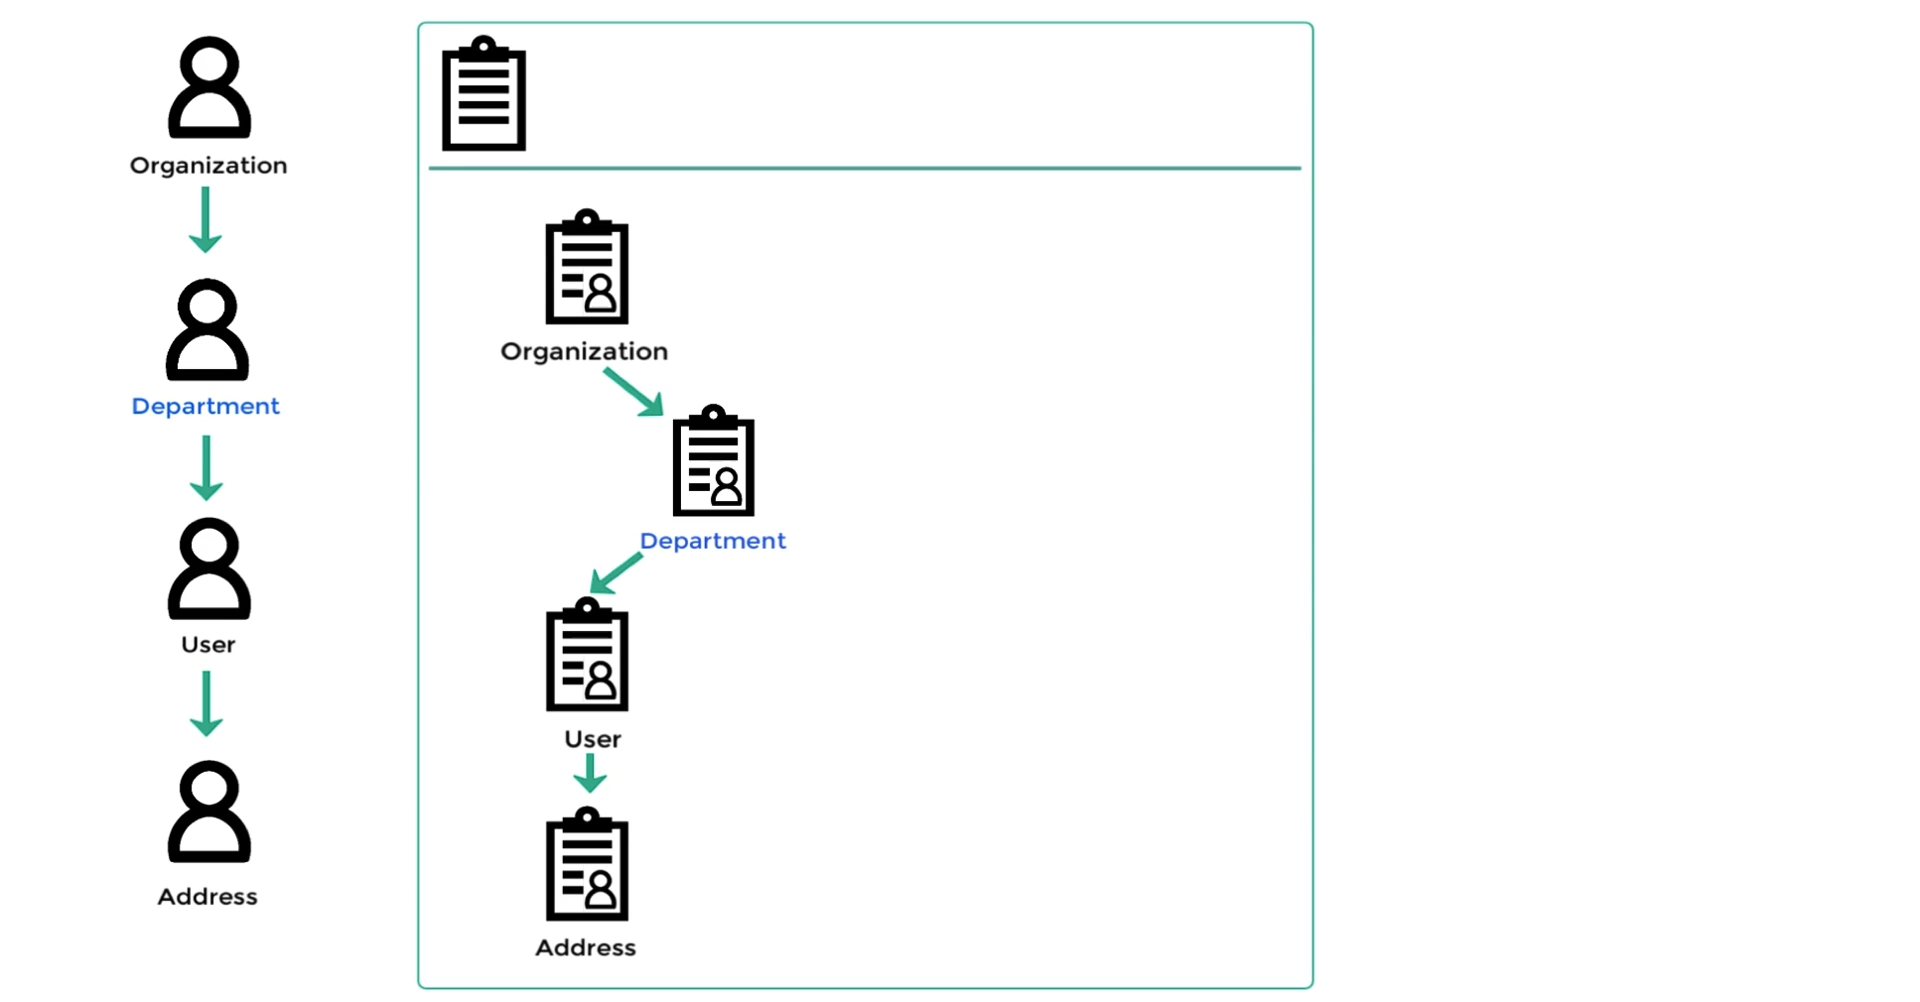 Organization
Department
User
Address
Organization
Department
User
Address